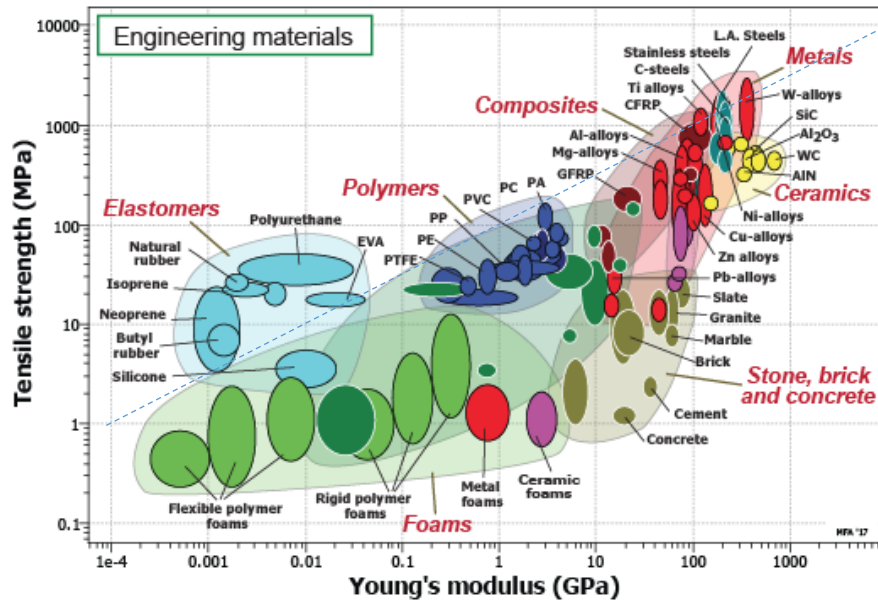 Engineering materials
Tensile strength (MPa)
Young's modulus (GPa)
10000
1000
100
10
1
0.1
1e-4
0.001
0.01
0.1
1
10
100
1000
L.A. Steels
Stainless steels
Metals
C-steels
Ti alloys
W-alloys
Composites
CFRP
SiC
Al-alloys
Al2O3
Mg-alloys
WC
Polymers
PC
PA
GFRP
AlN
PVC
Ceramics
Elastomers
PP
Ni-alloys
Polyurethane
PE
Cu-alloys
Natural
rubber
EVA
PTFE
Zn alloys
Isoprene
Pb-alloys
Slate
Neoprene
Granite
Butyl
rubber
Marble
Brick
Silicone
Stone, brick
and concrete
Cement
Concrete
Flexible polymer
foams
Rigid polymer
foams
Metal
foams
Ceramic
foams
Foams
MFA '17